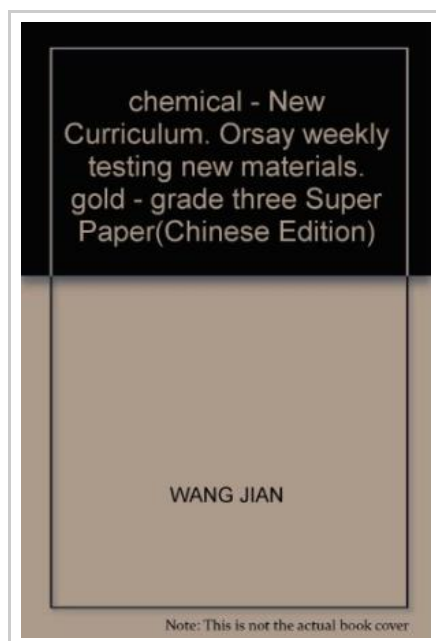 chemical - New
Curriculum. Orsay weekly
testing new materials.
gold - grade three Super
Paper(Chinese Edition)
WANG JIAN
Note: This is not the actual book cover